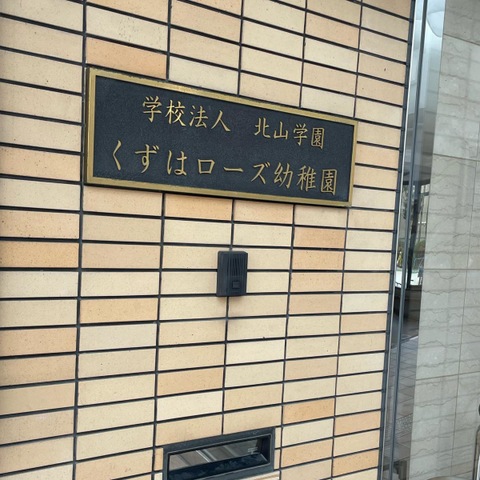 学校法人 北山学園
くずはローズ幼稚園